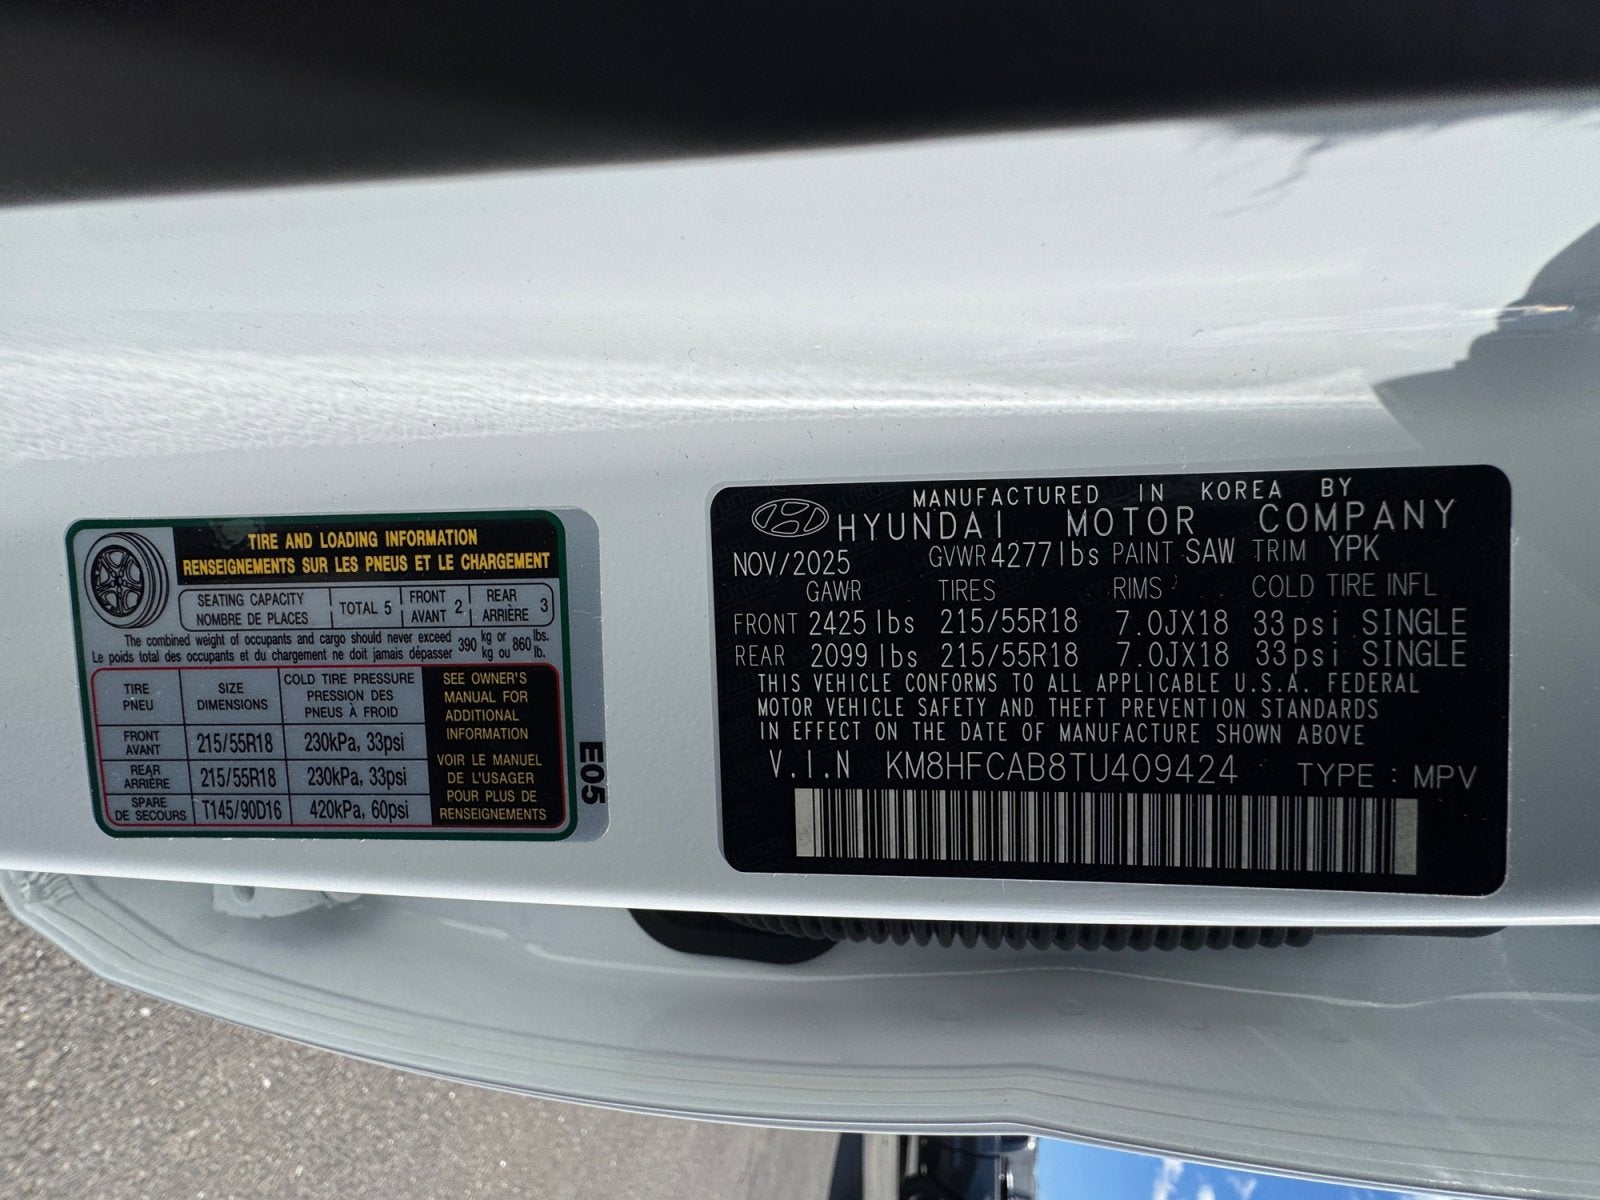 TIRE AND LOADING INFORMATION
RENSEIGNEMENTS SUR LES PNEUS ET LE CHARGEMENT
SEATING CAPACITY
NOMBRE DE PLACES
TOTAL 5
FRONT
AVANT 2
REAR
ARRIÈRE 3
The combined weight of occupants and cargo should never exceed 390 kg or 860 lbs.
Le poids total des occupants et du chargement ne doit jamais dépasser 390 kg ou 860 lb.
TIRE
PNEU
SIZE
DIMENSIONS
COLD TIRE PRESSURE
PRESSION DES
PNEUS À FROID
FRONT
AVANT
215/55R18
230kPa, 33psi
REAR
ARRIÈRE
215/55R18
230kPa, 33psi
SPARE
DE SECOURS
T145/90D16
420kPa, 60psi
SEE OWNER'S
MANUAL FOR
ADDITIONAL
INFORMATION
VOIR LE MANUEL
DE L'USAGER
POUR PLUS DE
RENSEIGNEMENTS
E05
MANUFACTURED IN KOREA BY
HYUNDAI MOTOR COMPANY
NOV/2025 GVWR 4277lbs PAINT SAW TRIM YPK
GAWR TIRES RIMS COLD TIRE INFL
FRONT 2425 lbs 215/55R18 7.0JX18 33psi SINGLE
REAR 2099 lbs 215/55R18 7.0JX18 33psi SINGLE
THIS VEHICLE CONFORMS TO ALL APPLICABLE U.S.A. FEDERAL
MOTOR VEHICLE SAFETY AND THEFT PREVENTION STANDARDS
IN EFFECT ON THE DATE OF MANUFACTURE SHOWN ABOVE
V.I.N KM8HFCAB8TU409424 TYPE : MPV